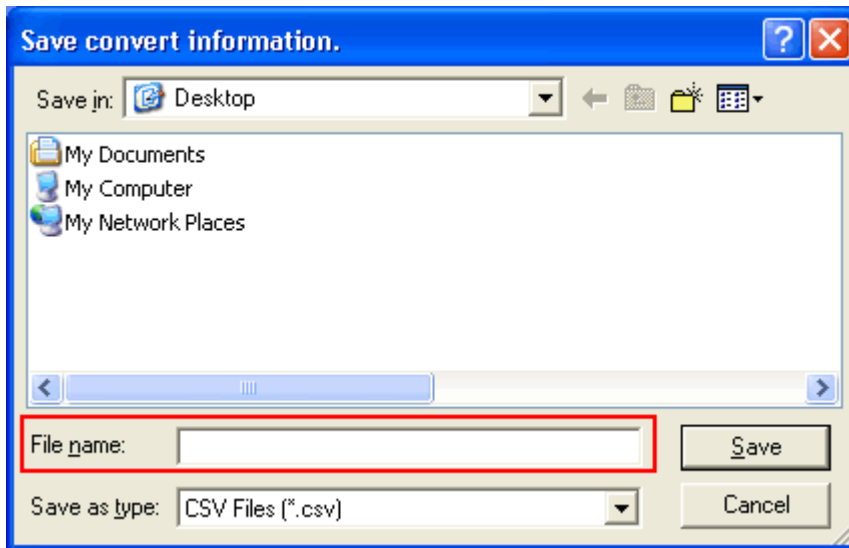 Save convert information.
Save in: Desktop
My Documents
My Computer
My Network Places
File name:
Save
Save as type: CSV Files (*.csv)
Cancel